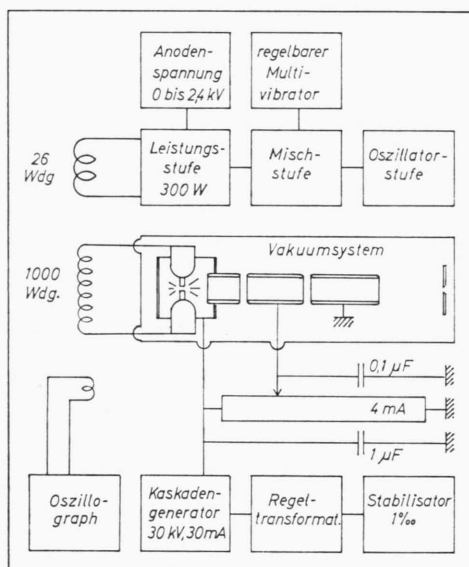 Anoden-
spannung
0 bis 2,4 kV
regelbarer
Multi-
vibrator
26
Wdg
Leistungs-
stufe
300 W
Misch-
stufe
Oszillator-
stufe
Vakuumsystem
1000
Wdg.
0,1 µF
4 mA
1 µF
Oszillo-
graph
Kaskaden-
generator
30 kV, 30mA
Regel-
transformat.
Stabilisator
1‰